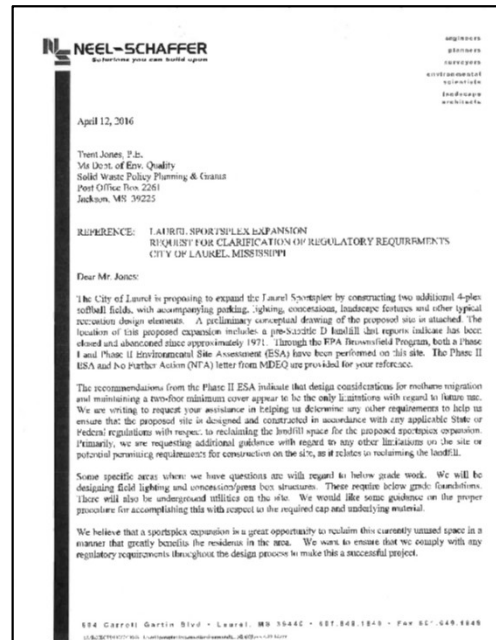 NEEL-SCHAFFER
Solutions you can build upon
engineers
planners
surveyors
environmental
scientists
landscape
architects
April 12, 2016
Trent Jones, P.E.
Ms Dept. of Env. Quality
Solid Waste Policy Planning & Grants
Post Office Box 2261
Jackson, MS 39225
REFERENCE: LAUREL SPORTSPLEX EXPANSION
REQUEST FOR CLARIFICATION OF REGULATORY REQUIREMENTS
CITY OF LAUREL, MISSISSIPPI
Dear Mr. Jones:
The City of Laurel is proposing to expand the Laurel Sportsplex by constructing two additional 4-plex
softball fields, with accompanying parking, lighting, concessions, landscape features and other typical
recreation design elements. A preliminary conceptual drawing of the proposed site is attached. The
location of this proposed expansion includes a pre-Subtitle D landfill that reports indicate has been
closed and abandoned since approximately 1971. Through the EPA Brownfield Program, both a Phase
I and Phase II Environmental Site Assessment (ESA) have been performed on this site. The Phase II
ESA and No Further Action (NFA) letter from MDEQ are provided for your reference.
The recommendations from the Phase II ESA indicate that design considerations for methane migration
and maintaining a two-foot minimum cover appear to be the only limitations with regard to future use.
We are writing to request your assistance in helping us determine any other requirements to help us
ensure that the proposed site is designed and constructed in accordance with any applicable State or
Federal regulations with respect to reclaiming the landfill space for the proposed sportsplex expansion.
Primarily, we are requesting additional guidance with regard to any other limitations on the site or
potential permitting requirements for construction on the site, as it relates to reclaiming the landfill.
Some specific areas where we have questions are with regard to below grade work. We will be
designing field lighting and concession/press box structures. These require below grade foundations.
There will also be underground utilities on the site. We would like some guidance on the proper
procedure for accomplishing this with respect to the required cap and underlying material.
We believe that a sportsplex expansion is a great opportunity to reclaim this currently unused space in a
manner that greatly benefits the residents in the area. We want to ensure that we comply with any
regulatory requirements throughout the design process to make this a successful project.
504 Carroll Gartin Blvd • Laurel, MS 39440 • 601.649.1840 • Fax 601.649.1845